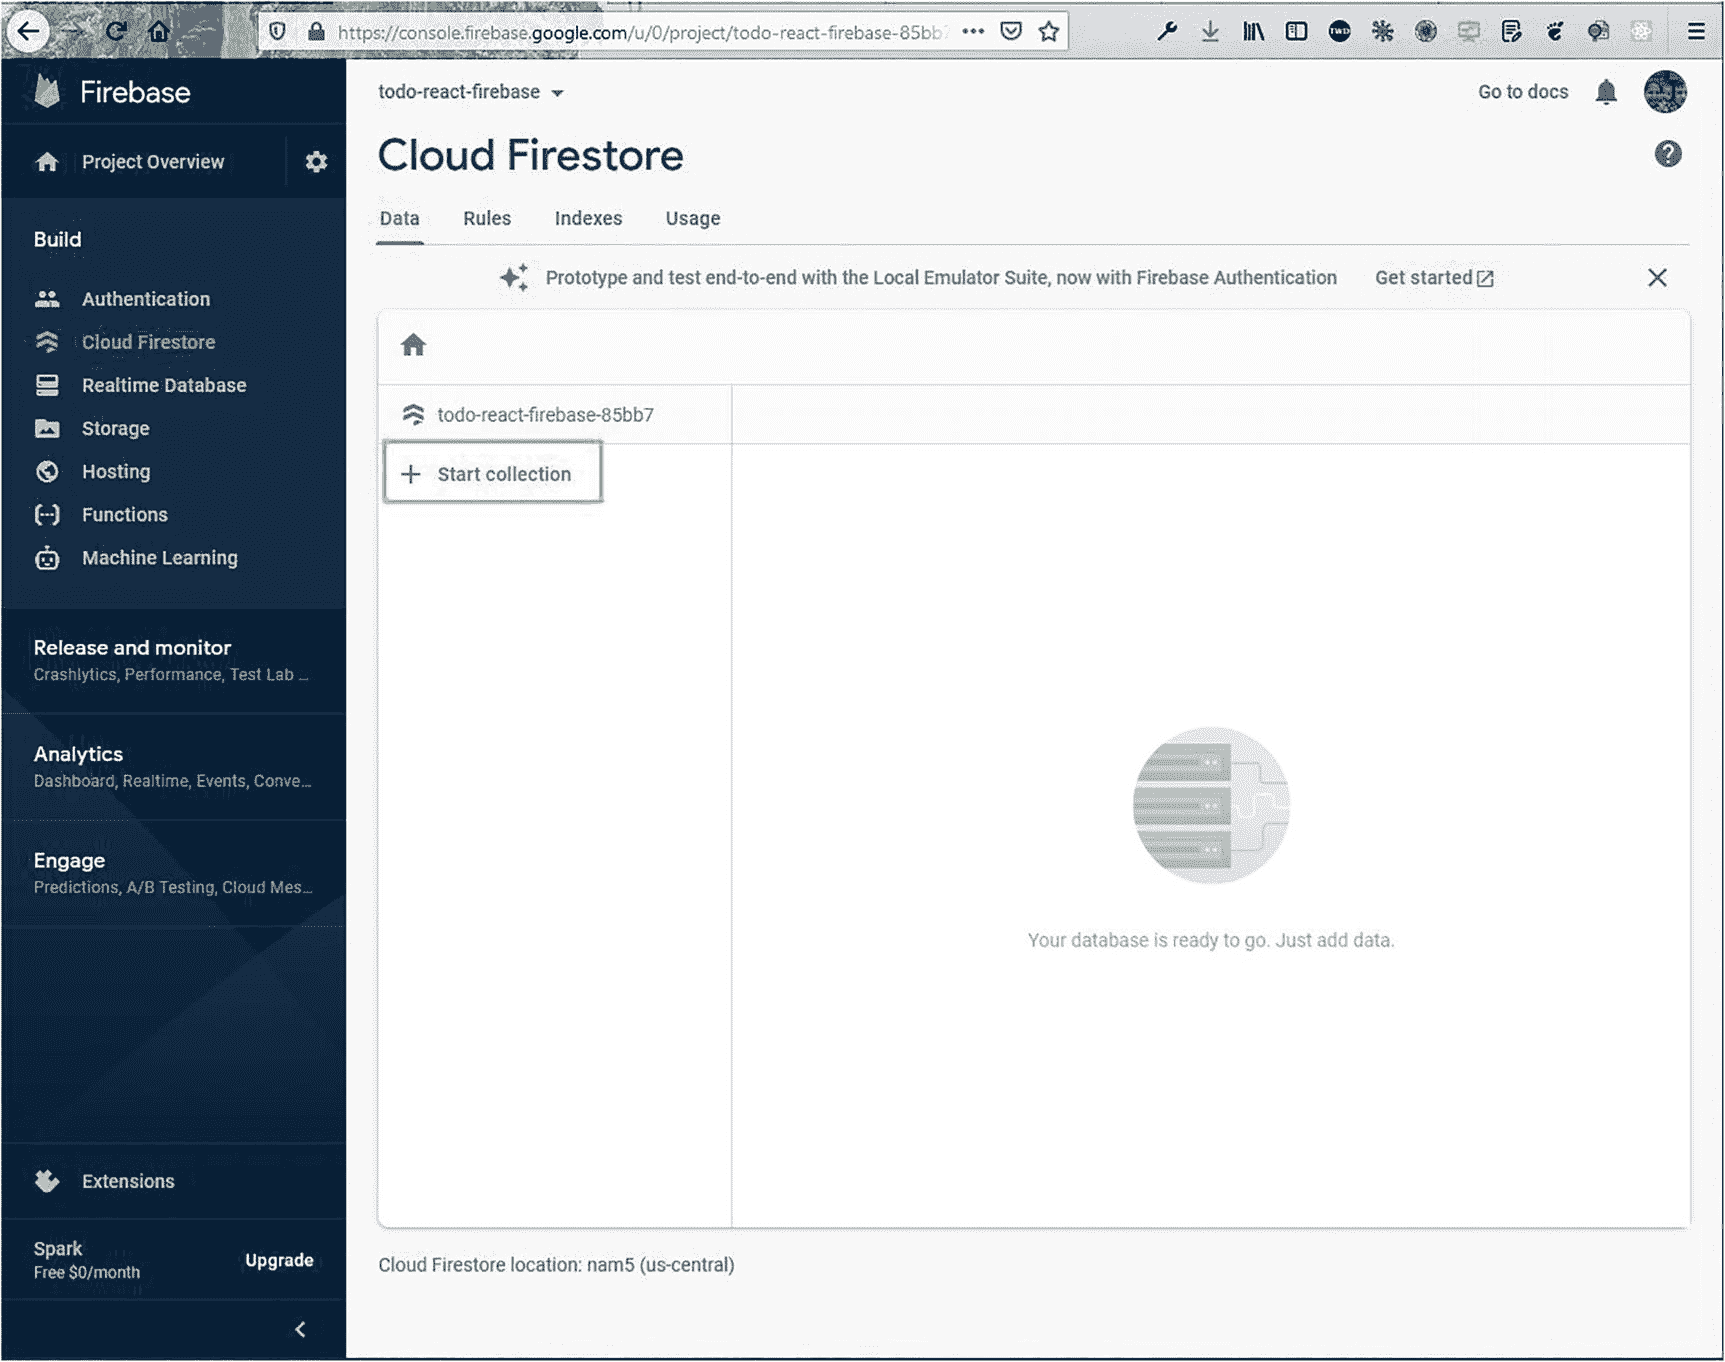 https://console.firebase.google.com/u/0/project/todo-react-firebase-85bb7
Firebase
todo-react-firebase
Go to docs
Project Overview
Cloud Firestore
Data Rules Indexes Usage
Build
Prototype and test end-to-end with the Local Emulator Suite, now with Firebase Authentication Get started
Authentication
Cloud Firestore
Realtime Database
Storage
Hosting
Functions
Machine Learning
todo-react-firebase-85bb7
+ Start collection
Release and monitor
Crashlytics, Performance, Test Lab ...
Analytics
Dashboard, Realtime, Events, Conve...
Engage
Predictions, A/B Testing, Cloud Mes...
Your database is ready to go. Just add data.
Extensions
Spark
Free $0/month
Upgrade
Cloud Firestore location: nam5 (us-central)